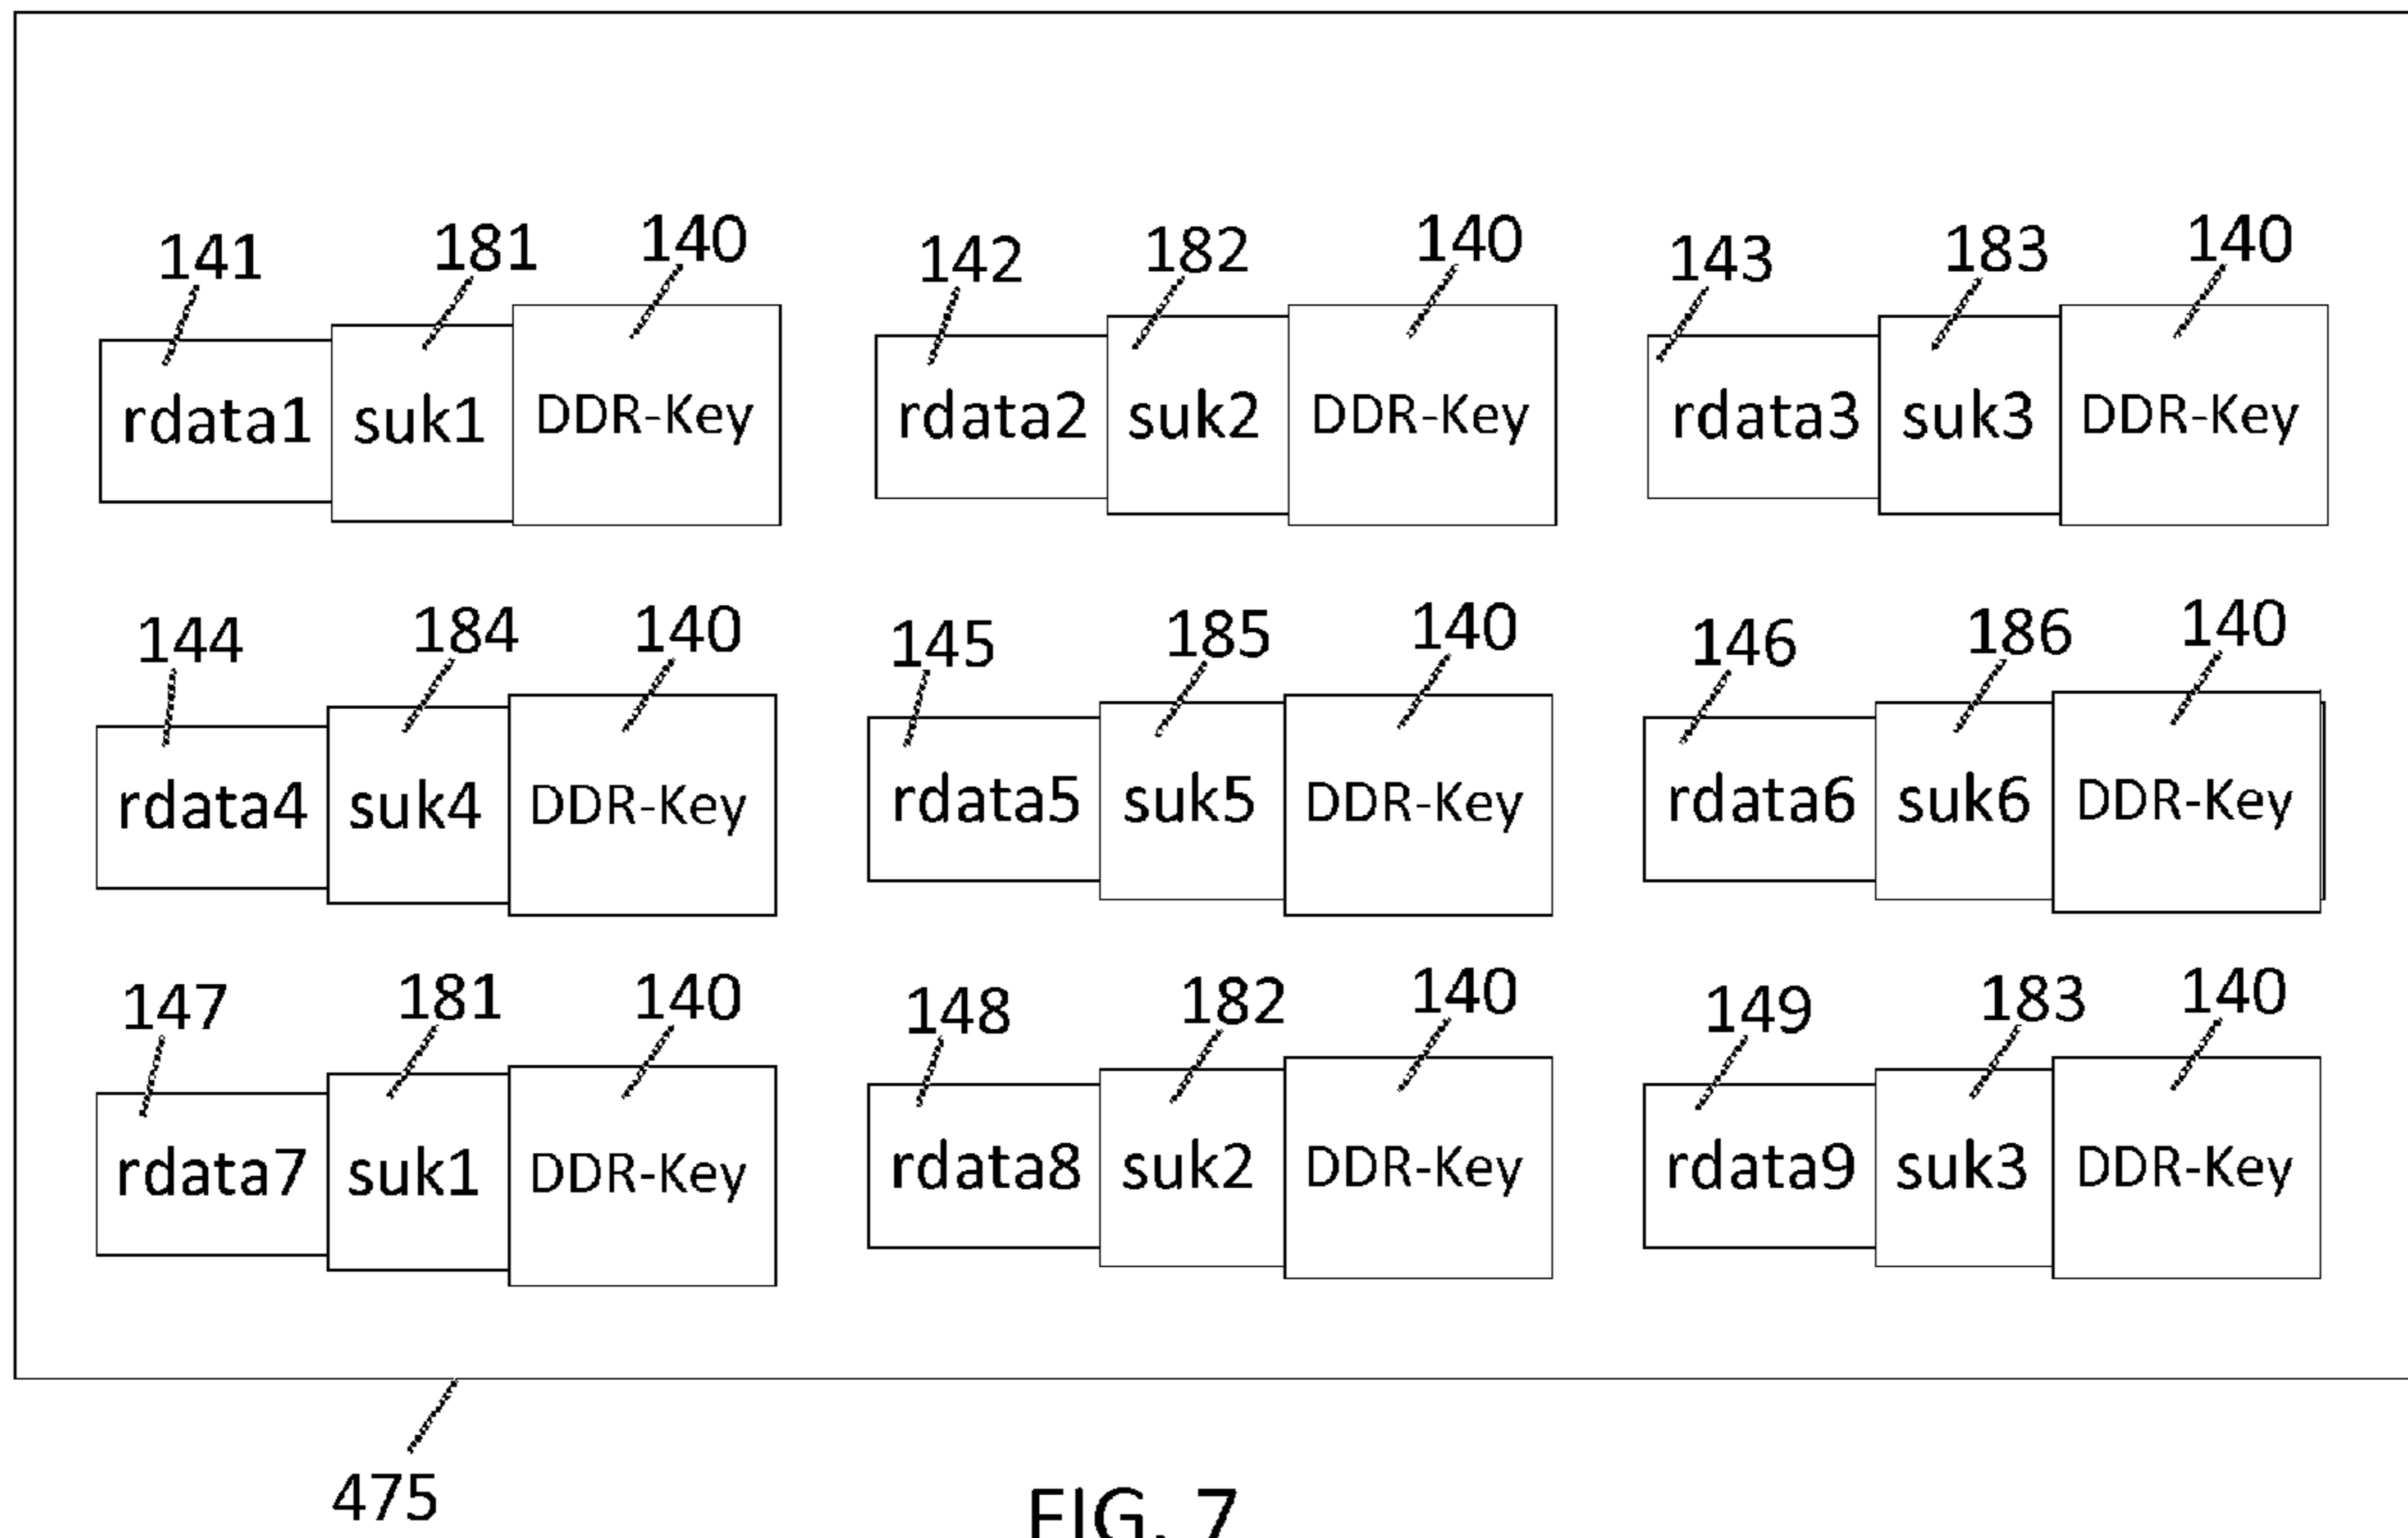 141 181 140 142 182 140 143 183 140
rdata1 suk1 DDR-Key rdata2 suk2 DDR-Key rdata3 suk3 DDR-Key
144 184 140 145 185 140 146 186 140
rdata4 suk4 DDR-Key rdata5 suk5 DDR-Key rdata6 suk6 DDR-Key
147 181 140 148 182 140 149 183 140
rdata7 suk1 DDR-Key rdata8 suk2 DDR-Key rdata9 suk3 DDR-Key
475
FIG. 7